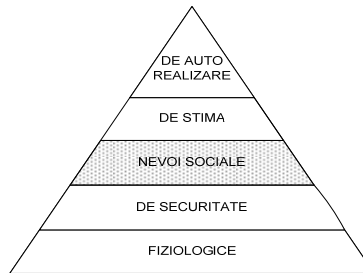 DE AUTO
REALIZARE
DE STIMA
NEVOI SOCIALE
DE SECURITATE
FIZIOLOGICE